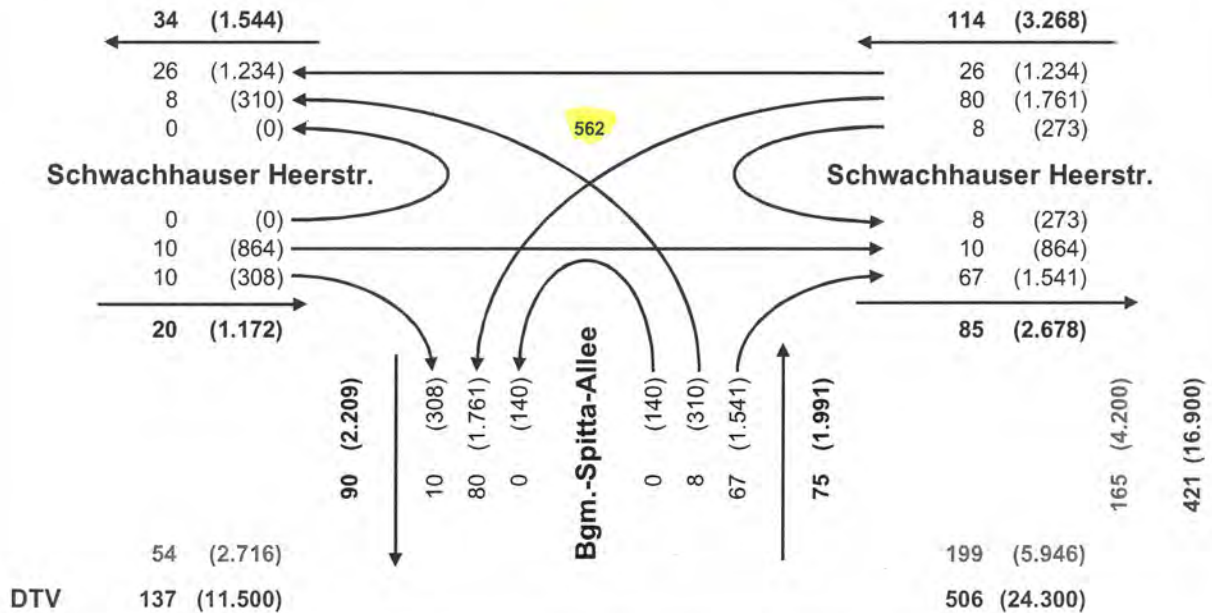 34 (1.544) 114 (3.268)
26 (1.234) 26 (1.234)
8 (310) 80 (1.761)
562
0 (0) 8 (273)
Schwachhauser Heerstr. Schwachhauser Heerstr.
0 (0) 8 (273)
10 (864) 10 (864)
10 (308) 67 (1.541)
20 (1.172) 85 (2.678)
90 (2.209)
10 (308)
80 (1.761)
0 (140)
Bgm.-Spitta-Allee
0 (140)
8 (310)
67 (1.541)
75 (1.991)
165 (4.200)
421 (16.900)
54 (2.716) 199 (5.946)
DTV 137 (11.500) 506 (24.300)